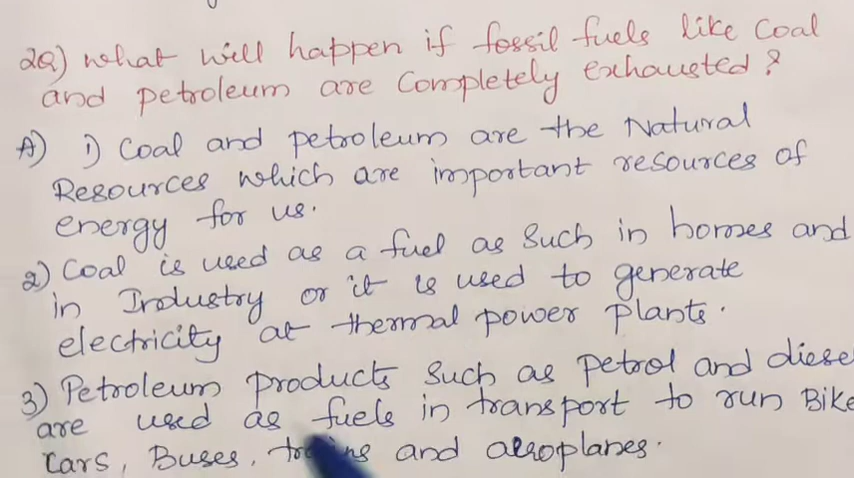 2Q) what will happen if fossil fuels like Coal
and petroleum are Completely exhausted ?
A) 1) Coal and petroleum are the Natural
Resources which are important resources of
energy for us.
2) Coal is used as a fuel as Such in homes and
in Industry or it is used to generate
electricity at thermal power plants.
3) Petroleum products Such as Petrol and diese
are used as fuels in transport to run Bike
Cars, Buses, trains and aeroplanes.